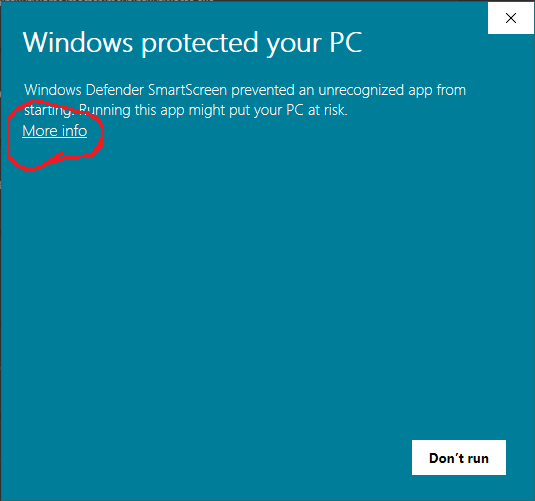 Windows protected your PC
Windows Defender SmartScreen prevented an unrecognized app from
starting. Running this app might put your PC at risk.
More info
Don't run